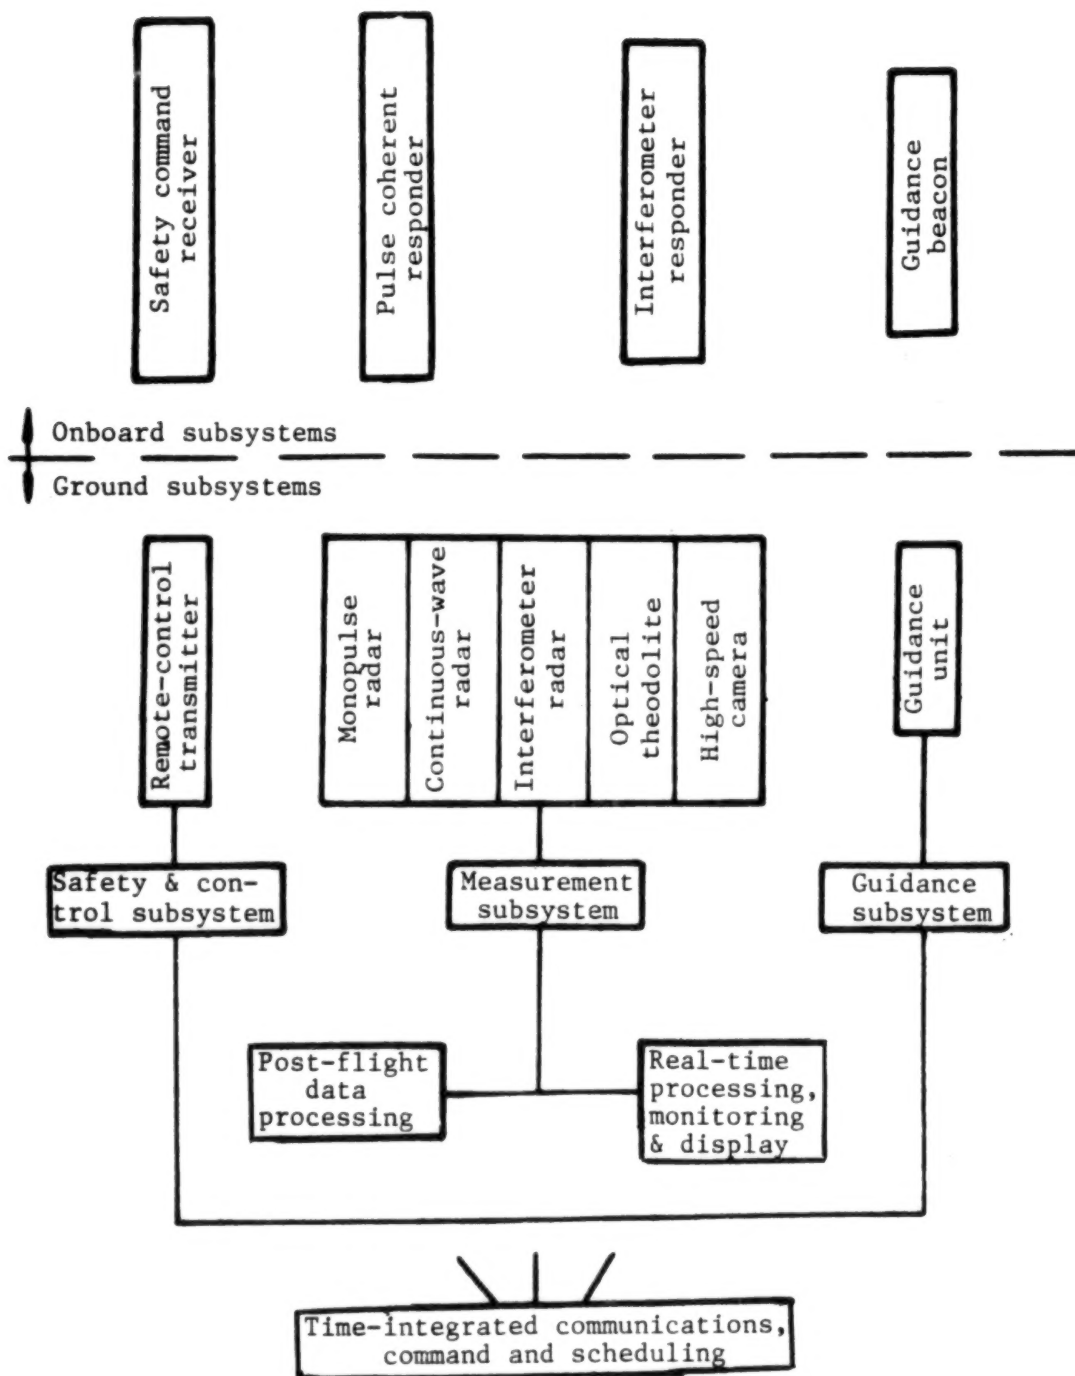 Safety command
receiver
Pulse coherent
responder
Interferometer
responder
Guidance
beacon
Onboard subsystems
Ground subsystems
Remote-control
transmitter
Monopulse
radar
Continuous-wave
radar
Interferometer
radar
Optical
theodolite
High-speed
camera
Guidance
unit
Safety & con-
trol subsystem
Measurement
subsystem
Guidance
subsystem
Post-flight
data
processing
Real-time
processing,
monitoring
& display
Time-integrated communications,
command and scheduling